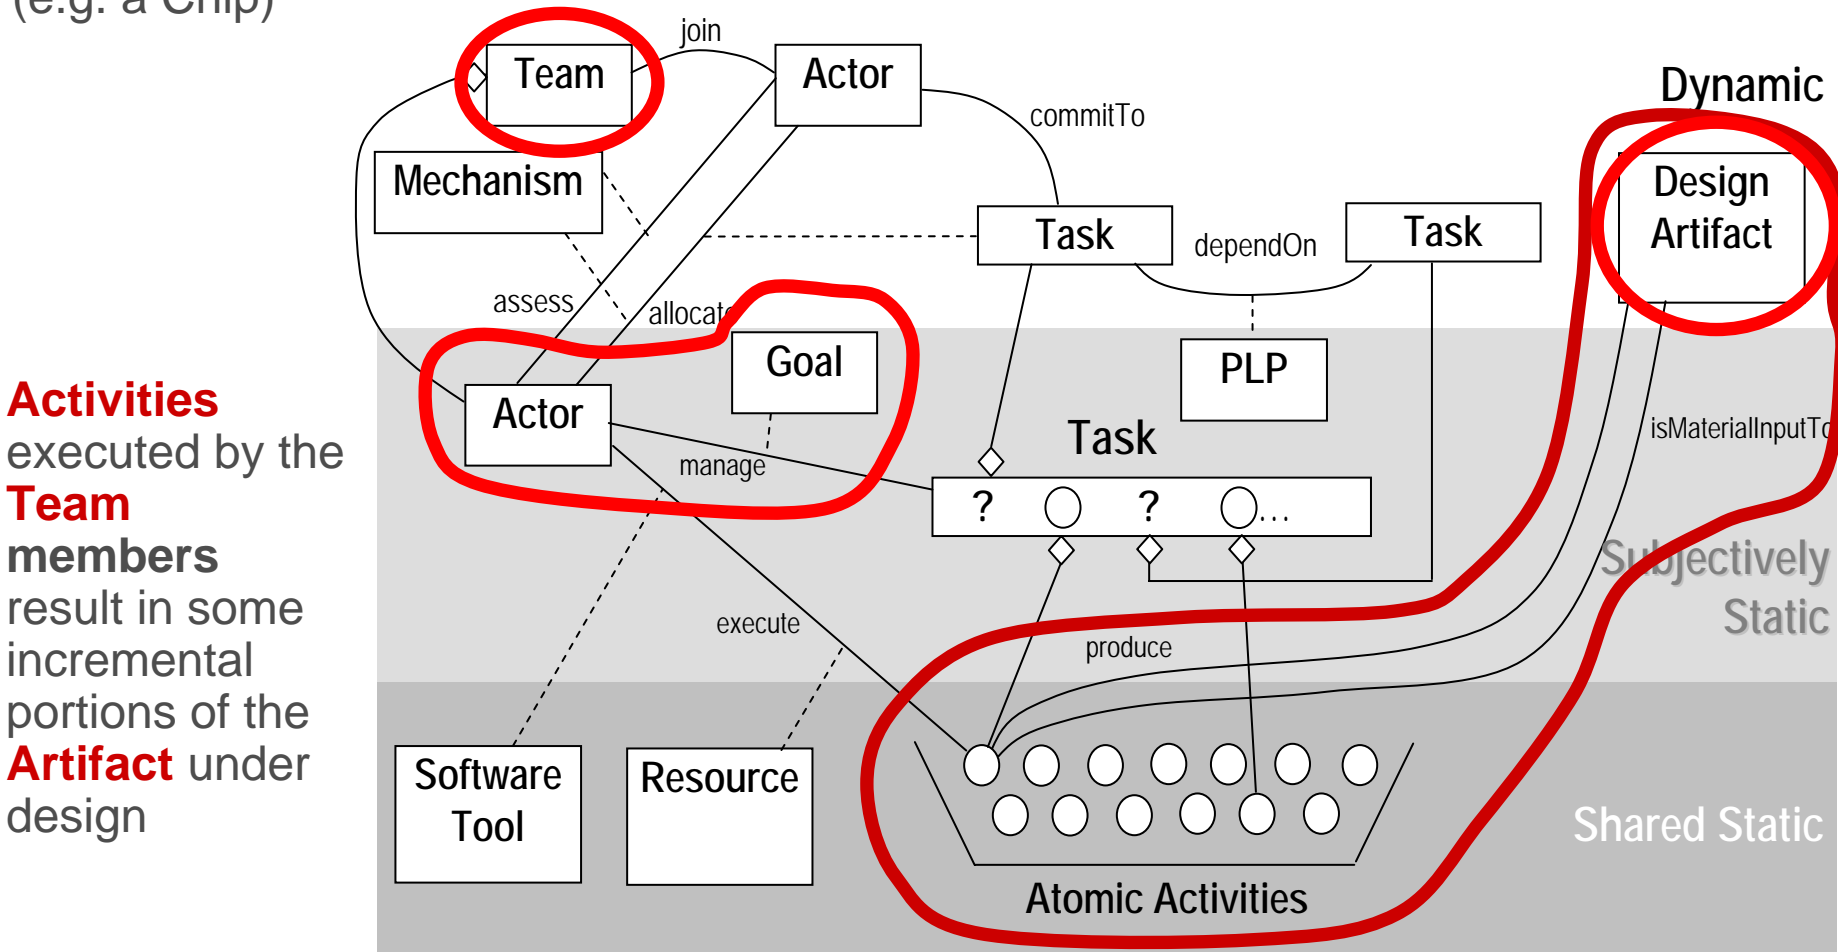 (e.g. a Chip)
join
Team
Actor
Dynamic
commitTo
Mechanism
Design
Artifact
Task
dependOn
Task
assess
allocate
Goal
PLP
Activities
executed by the
Team
members
result in some
incremental
portions of the
Artifact under
design
Actor
manage
Task
isMaterialInputTo
? ? ...
Subjectively
Static
execute
produce
Software
Tool
Resource
Shared Static
Atomic Activities